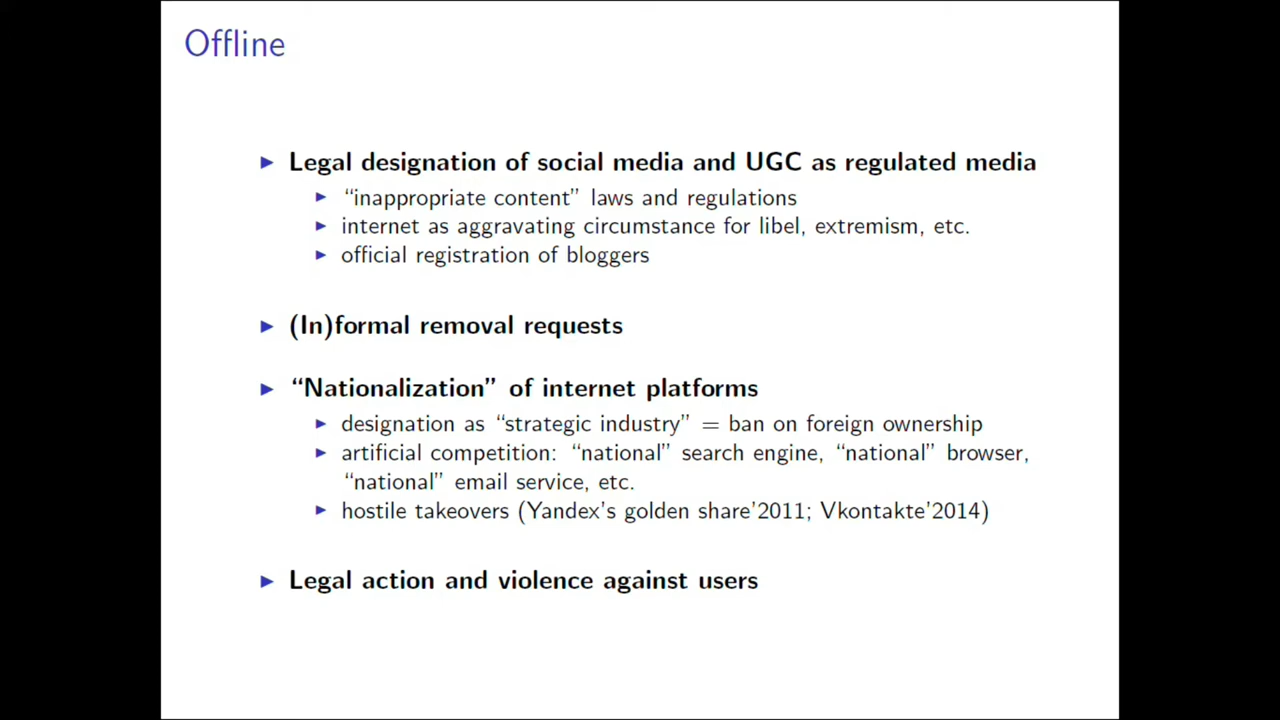 Offline
▶ Legal designation of social media and UGC as regulated media
▶ “inappropriate content” laws and regulations
▶ internet as aggravating circumstance for libel, extremism, etc.
▶ official registration of bloggers
▶ (In)formal removal requests
▶ “Nationalization” of internet platforms
▶ designation as “strategic industry” = ban on foreign ownership
▶ artificial competition: “national” search engine, “national” browser,
“national” email service, etc.
▶ hostile takeovers (Yandex’s golden share’2011; Vkontakte’2014)
▶ Legal action and violence against users